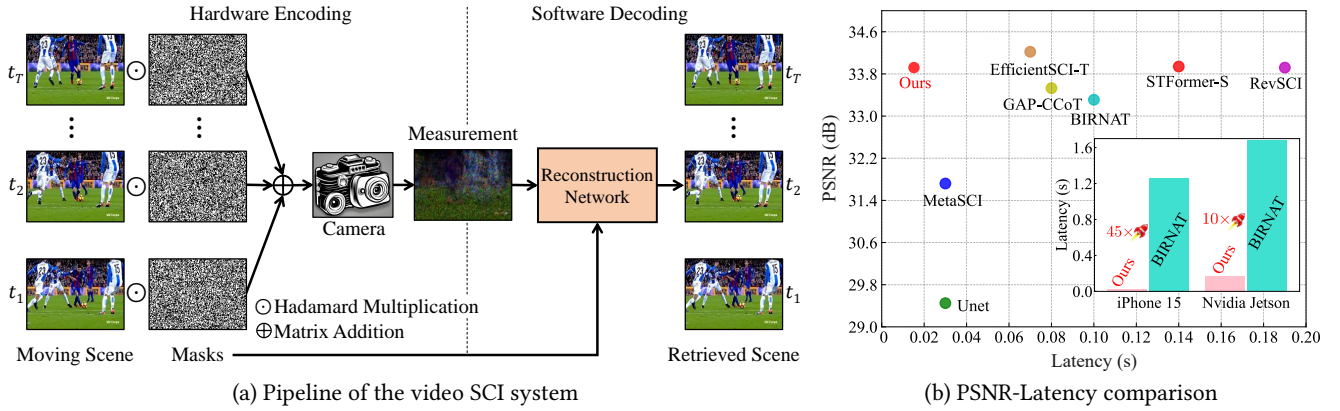 Hardware Encoding
Software Decoding
t_T
t_T
t_2
t_2
t_1
t_1
Measurement
Camera
Reconstruction
Network
⊙ Hadamard Multiplication
⊕ Matrix Addition
Moving Scene
Masks
Retrieved Scene
(a) Pipeline of the video SCI system
PSNR (dB)
34.6
33.8
33.0
32.2
31.4
30.6
29.8
29.0
0.00
0.02
0.04
0.06
0.08
0.10
0.12
0.14
0.16
0.18
0.20
Latency (s)
Ours
EfficientSCI-T
GAP-CCoT
BIRNAT
STFormer-S
RevSCI
MetaSCI
Unet
Latency (s)
1.6
1.2
0.8
0.4
0.0
45×
Ours
BIRNAT
10×
Ours
BIRNAT
iPhone 15
Nvidia Jetson
(b) PSNR-Latency comparison